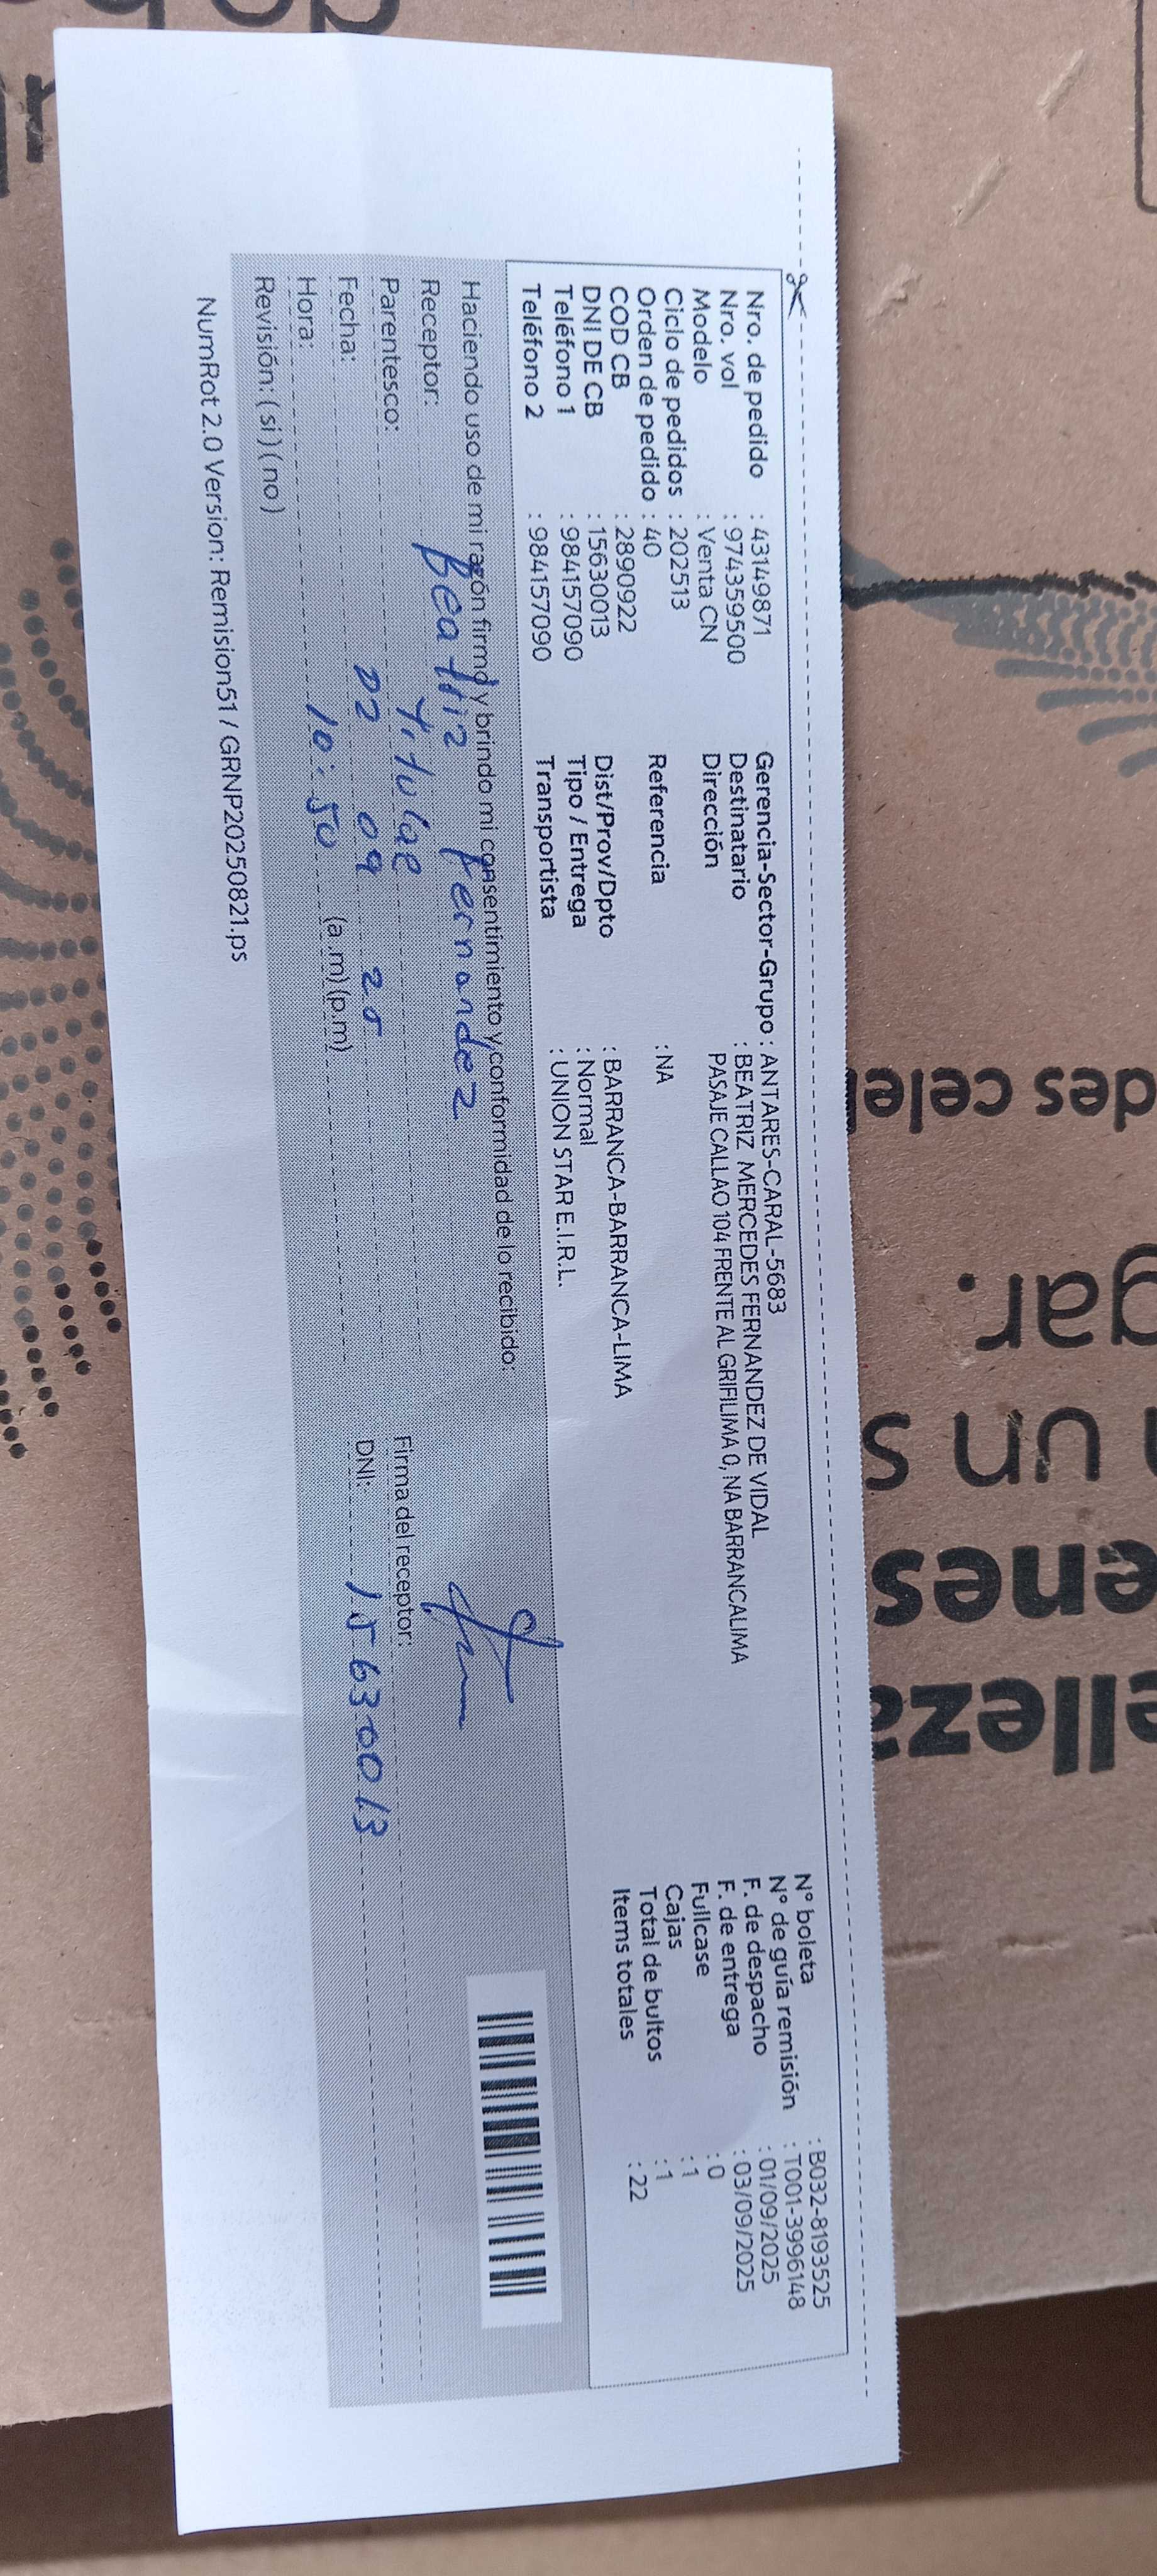 Nro. de pedido : 43149871
Nro. vol : 974359500
Modelo : Venta CN
Ciclo de pedidos : 202513
Orden de pedido : 40
COD CB : 2890922
DNI DE CB : 15630013
Teléfono 1 : 984157090
Teléfono 2 : 984157090
Gerencia-Sector-Grupo : ANTARES-CARAL-5683
Destinatario : BEATRIZ MERCEDES FERNANDEZ DE VIDAL
Dirección PASAJE CALLAO 104 FRENTE AL GRIFILIMA 0, NA BARRANCALIMA
Referencia : NA
Dist/Prov/Dpto : BARRANCA-BARRANCA-LIMA
Tipo / Entrega : Normal
Transportista : UNION STAR E.I.R.L.
N° boleta : B032-8193525
N° de guía remisión : T001-3996148
F. de despacho : 01/09/2025
F. de entrega : 03/09/2025
Fullcase : 0
Cajas : 1
Total de bultos : 1
Items totales : 22
Haciendo uso de mi razón firmo y brindo mi consentimiento y conformidad de lo recibido:
Receptor: Beatriz Fernandez
Parentesco: Titular
Fecha: 02 09 25
Hora: 10:50 (a.m) (p.m)
Revisión: ( si ) ( no )
Firma del receptor:
DNI: 15630013
NumRot 2.0 Version: Remision51 / GRNP20250821.ps
des cele
gar.
un s
enes
elleza